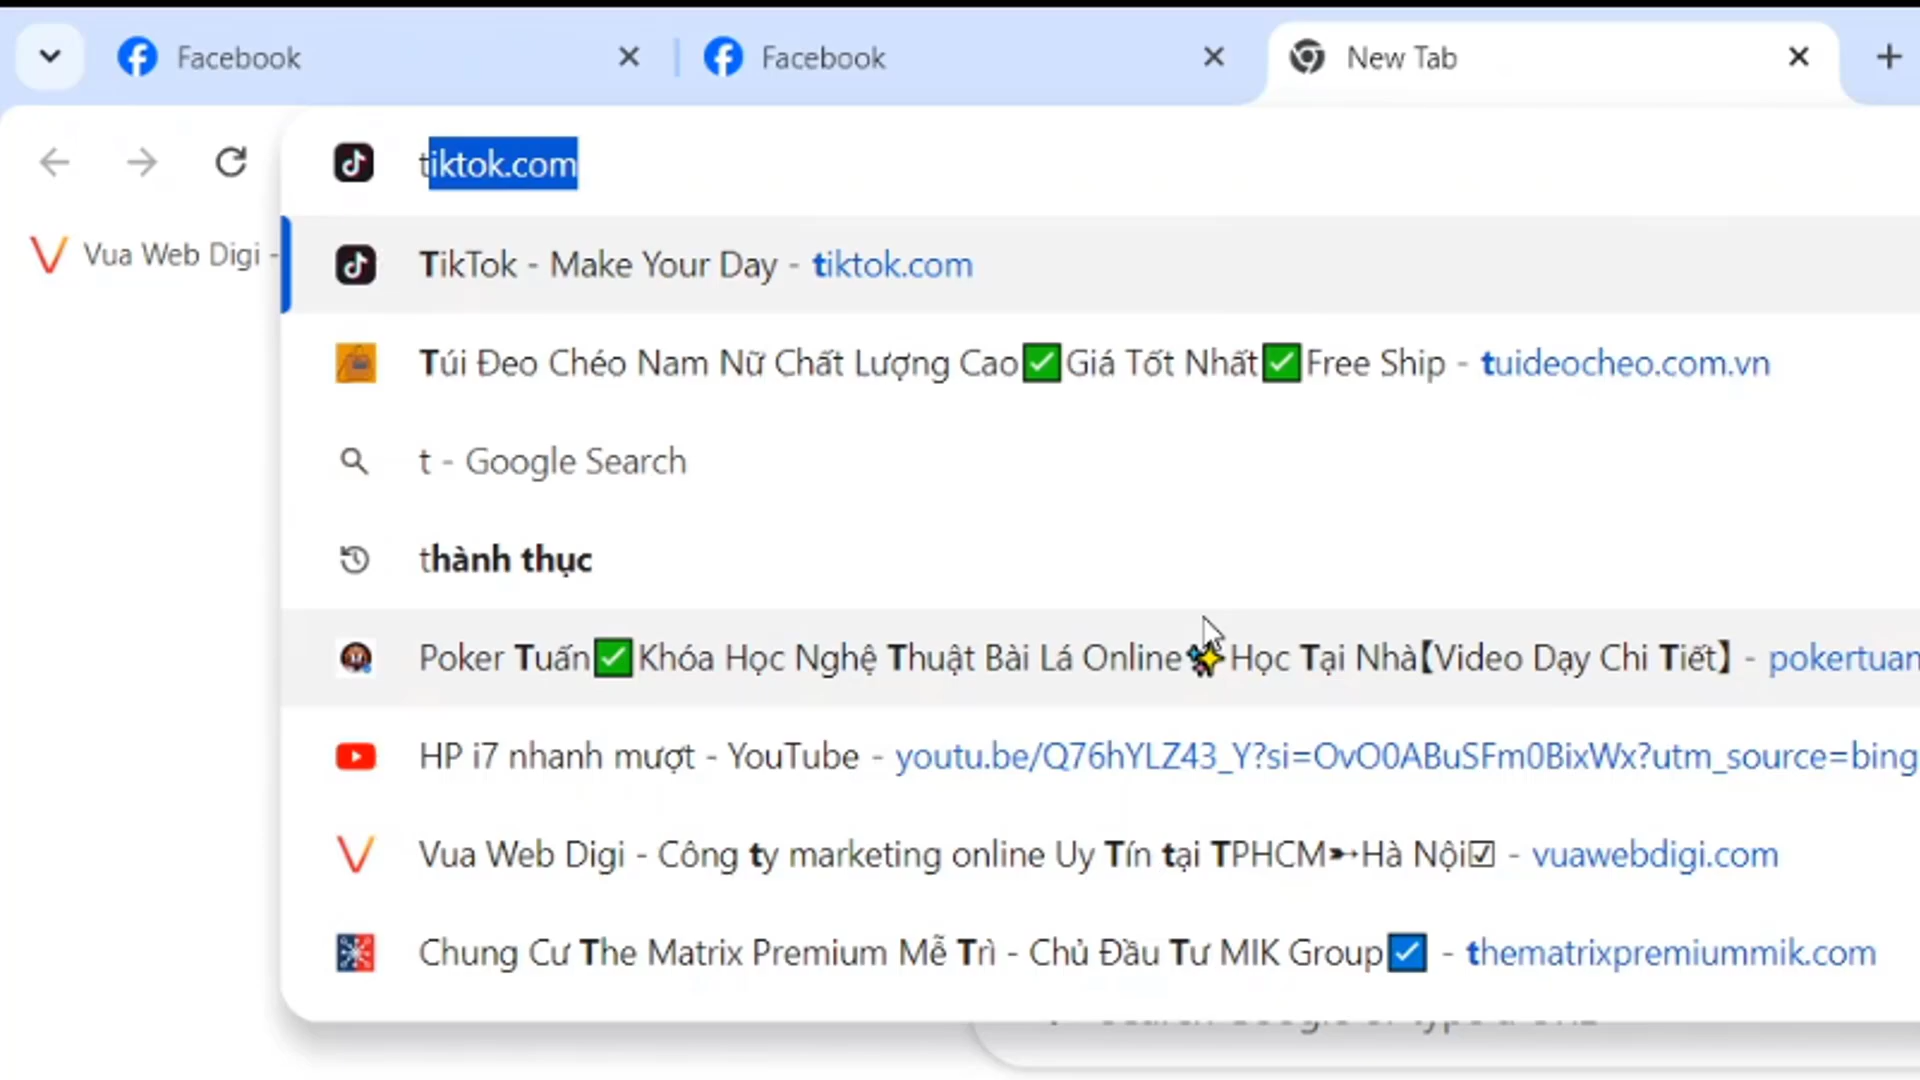 Facebook
Facebook
New Tab
tiktok.com
Vua Web Digi -
TikTok - Make Your Day - tiktok.com
Túi Đeo Chéo Nam Nữ Chất Lượng Cao✅Giá Tốt Nhất✅Free Ship - tuideocheo.com.vn
t - Google Search
thành thục
Poker Tuấn✅Khóa Học Nghệ Thuật Bài Lá Online✨Học Tại Nhà【Video Dạy Chi Tiết】 - pokertuan
HP i7 nhanh mượt - YouTube - youtu.be/Q76hYLZ43_Y?si=OvO0ABuSFm0BixWx?utm_source=bing
Vua Web Digi - Công ty marketing online Uy Tín tại TPHCM➸Hà Nội☑ - vuawebdigi.com
Chung Cư The Matrix Premium Mễ Trì - Chủ Đầu Tư MIK Group☑ - thematrixpremiummik.com